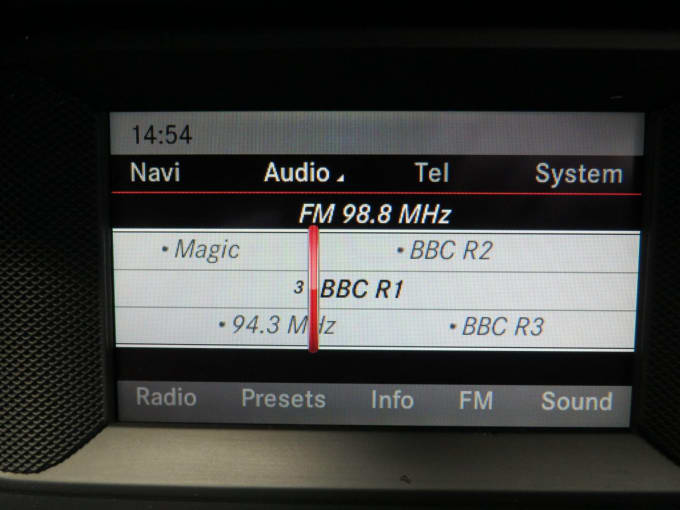 14:54
Navi Audio Tel System
FM 98.8 MHz
• Magic • BBC R2
3 BBC R1
• 94.3 MHz • BBC R3
Radio Presets Info FM Sound